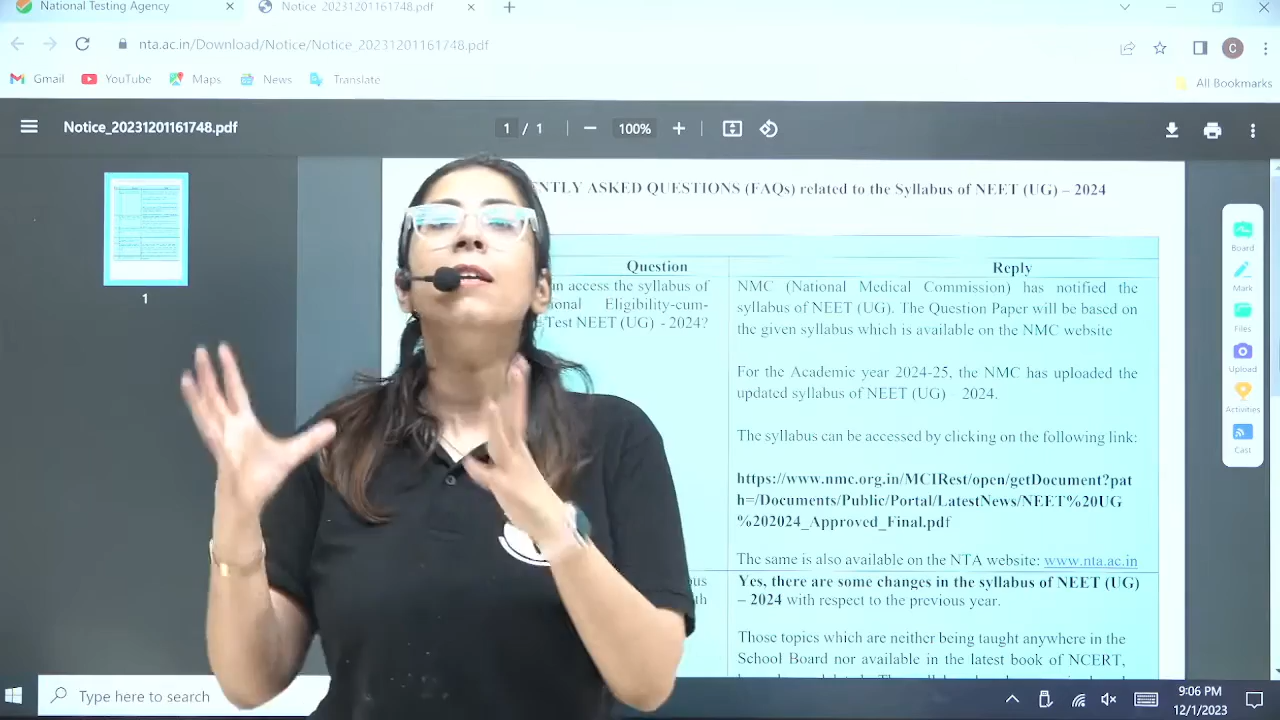 National Testing Agency
Notice_20231201161748.pdf
nta.ac.in/Download/Notice/Notice_20231201161748.pdf
Gmail
YouTube
Maps
News
Translate
All Bookmarks
C
Notice_20231201161748.pdf
1 / 1
100%
1
NTLY ASKED QUESTIONS (FAQs) related to the Syllabus of NEET (UG) – 2024
Question
Reply
in access the syllabus of
ional Eligibility-cum-
Test NEET (UG) - 2024?
NMC (National Medical Commission) has notified the
syllabus of NEET (UG). The Question Paper will be based on
the given syllabus which is available on the NMC website
For the Academic year 2024-25, the NMC has uploaded the
updated syllabus of NEET (UG) – 2024.
The syllabus can be accessed by clicking on the following link:
https://www.nmc.org.in/MCIRest/open/getDocument?pat
h=/Documents/Public/Portal/LatestNews/NEET%20UG
%202024_Approved_Final.pdf
The same is also available on the NTA website: www.nta.ac.in
Yes, there are some changes in the syllabus of NEET (UG)
– 2024 with respect to the previous year.
Those topics which are neither being taught anywhere in the
School Board nor available in the latest book of NCERT,
Board
Mark
Files
Upload
Activities
Cast
Type here to search
9:06 PM
12/1/2023